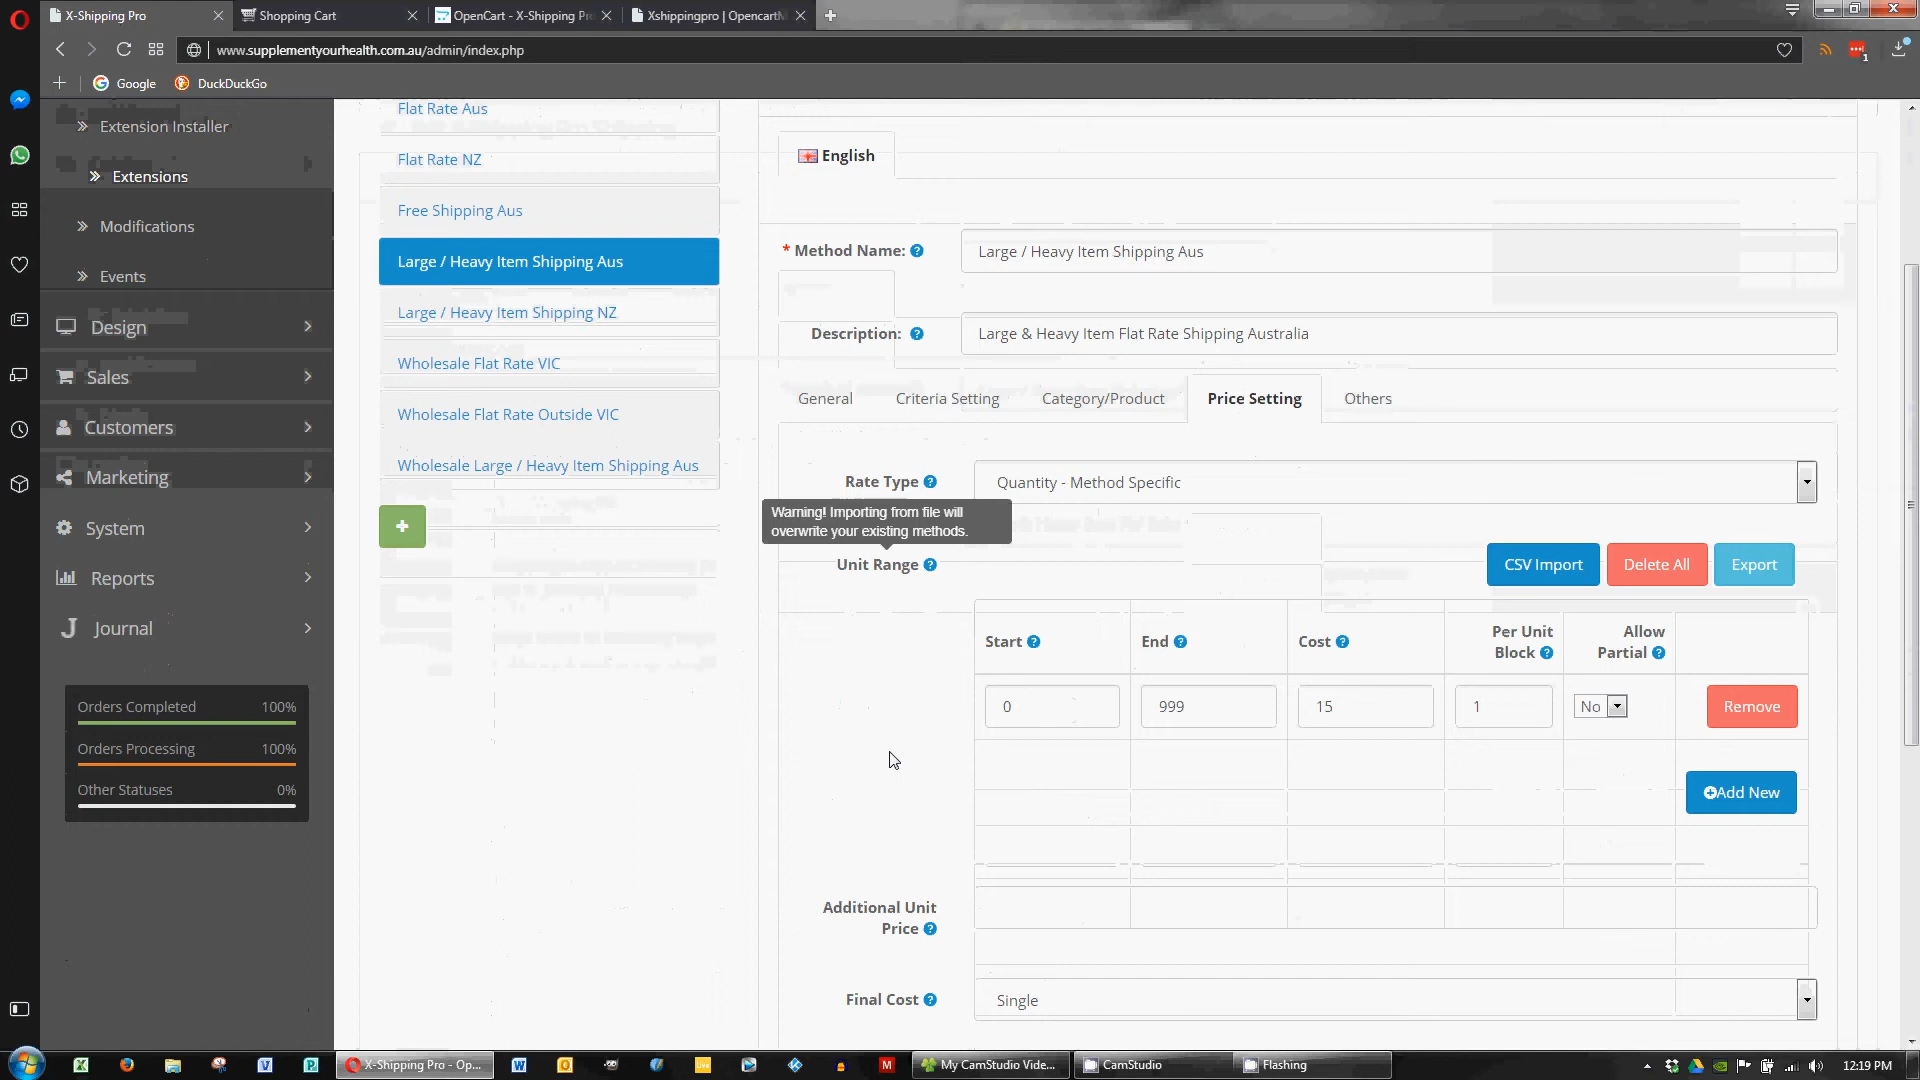 X-Shipping Pro
Shopping Cart
OpenCart - X-Shipping Pr
Xshippingpro | Opencart
www.supplementyourhealth.com.au/admin/index.php
1
Google
DuckDuckGo
Extension Installer
Extensions
Modifications
Events
Design
Sales
Customers
Marketing
System
Reports
Journal
Orders Completed 100%
Orders Processing 100%
Other Statuses 0%
Flat Rate Aus
Flat Rate NZ
Free Shipping Aus
Large / Heavy Item Shipping Aus
Large / Heavy Item Shipping NZ
Wholesale Flat Rate VIC
Wholesale Flat Rate Outside VIC
Wholesale Large / Heavy Item Shipping Aus
English
* Method Name: Large / Heavy Item Shipping Aus
Description: Large & Heavy Item Flat Rate Shipping Australia
General Criteria Setting Category/Product Price Setting Others
Rate Type Quantity - Method Specific
Warning! Importing from file will
overwrite your existing methods.
Unit Range CSV Import Delete All Export
Start End Cost Per Unit Block Allow Partial
0 999 15 1 No Remove
Add New
Additional Unit
Price
Final Cost Single
X-Shipping Pro - Op...
My CamStudio Vide...
CamStudio
Flashing
12:19 PM